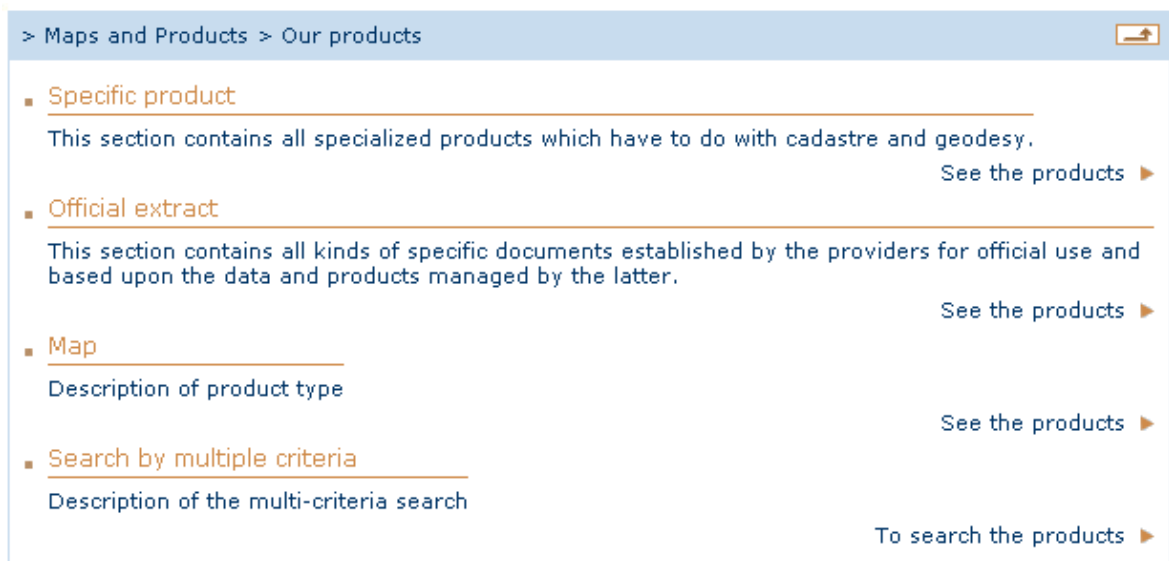 > Maps and Products > Our products
Specific product
This section contains all specialized products which have to do with cadastre and geodesy.
See the products
Official extract
This section contains all kinds of specific documents established by the providers for official use and
based upon the data and products managed by the latter.
See the products
Map
Description of product type
See the products
Search by multiple criteria
Description of the multi-criteria search
To search the products